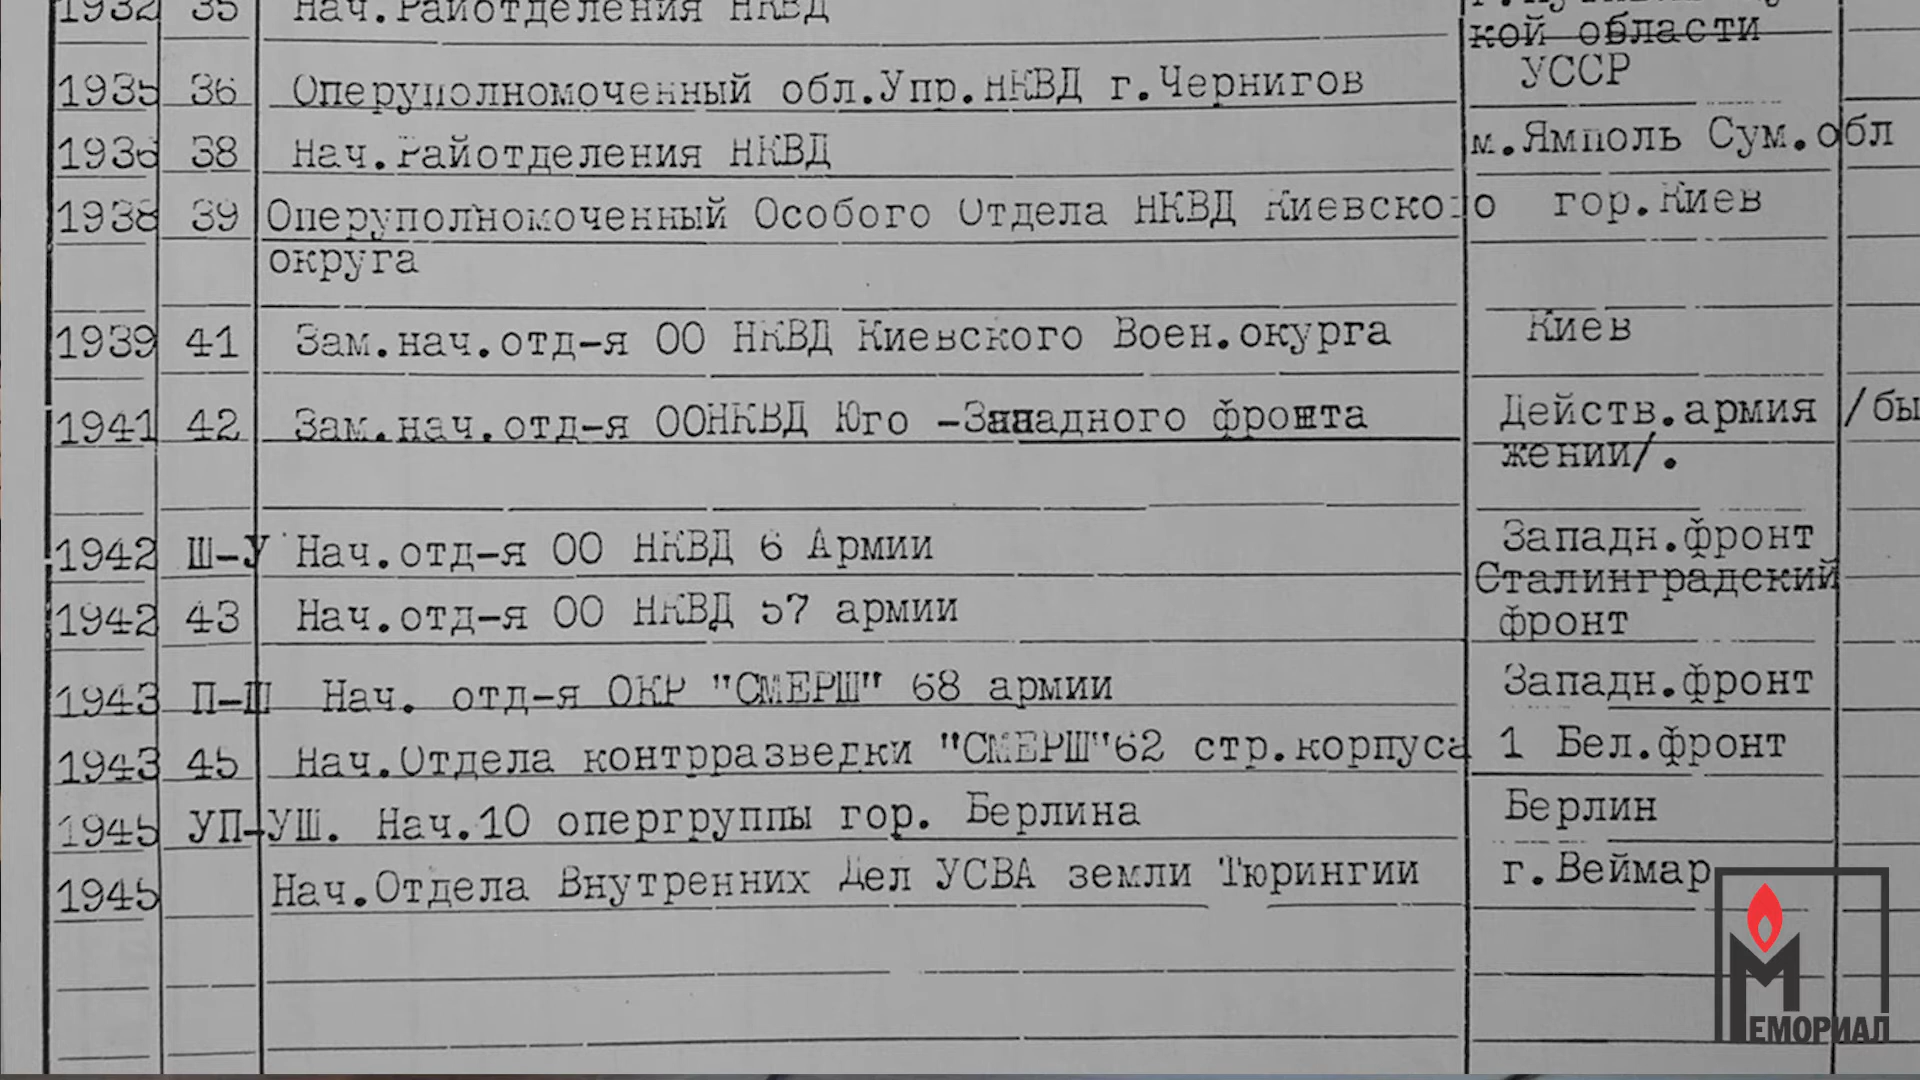 1932 35 Нач.Райотделения НКВД
кой области
УССР
1935 36 Оперуполномоченный обл.Упр.НКВД г.Чернигов
1936 38 Нач.Райотделения НКВД м.Ямполь Сум.обл
1938 39 Оперуполномоченный Особого Отдела НКВД Киевского гор.Киев
округа
1939 41 Зам.нач.отд-я ОО НКВД Киевского Воен.окурга Киев
1941 42 Зам.нач.отд-я ООНКВД Юго -Западного фронта Действ.армия /бы
жении/.
1942 Ш-У Нач.отд-я ОО НКВД 6 Армии Западн.фронт
Сталинградский
1942 43 Нач.отд-я ОО НКВД 57 армии фронт
1943 П-Ш Нач. отд-я ОКР "СМЕРШ" 68 армии Западн.фронт
1943 45 Нач.Отдела контрразведки "СМЕРШ"62 стр.корпуса 1 Бел.фронт
1945 УП-УШ. Нач.10 опергруппы гор. Берлина Берлин
1945 Нач.Отдела Внутренних Дел УСВА земли Тюрингии г.Веймар
МЕМОРИАЛ